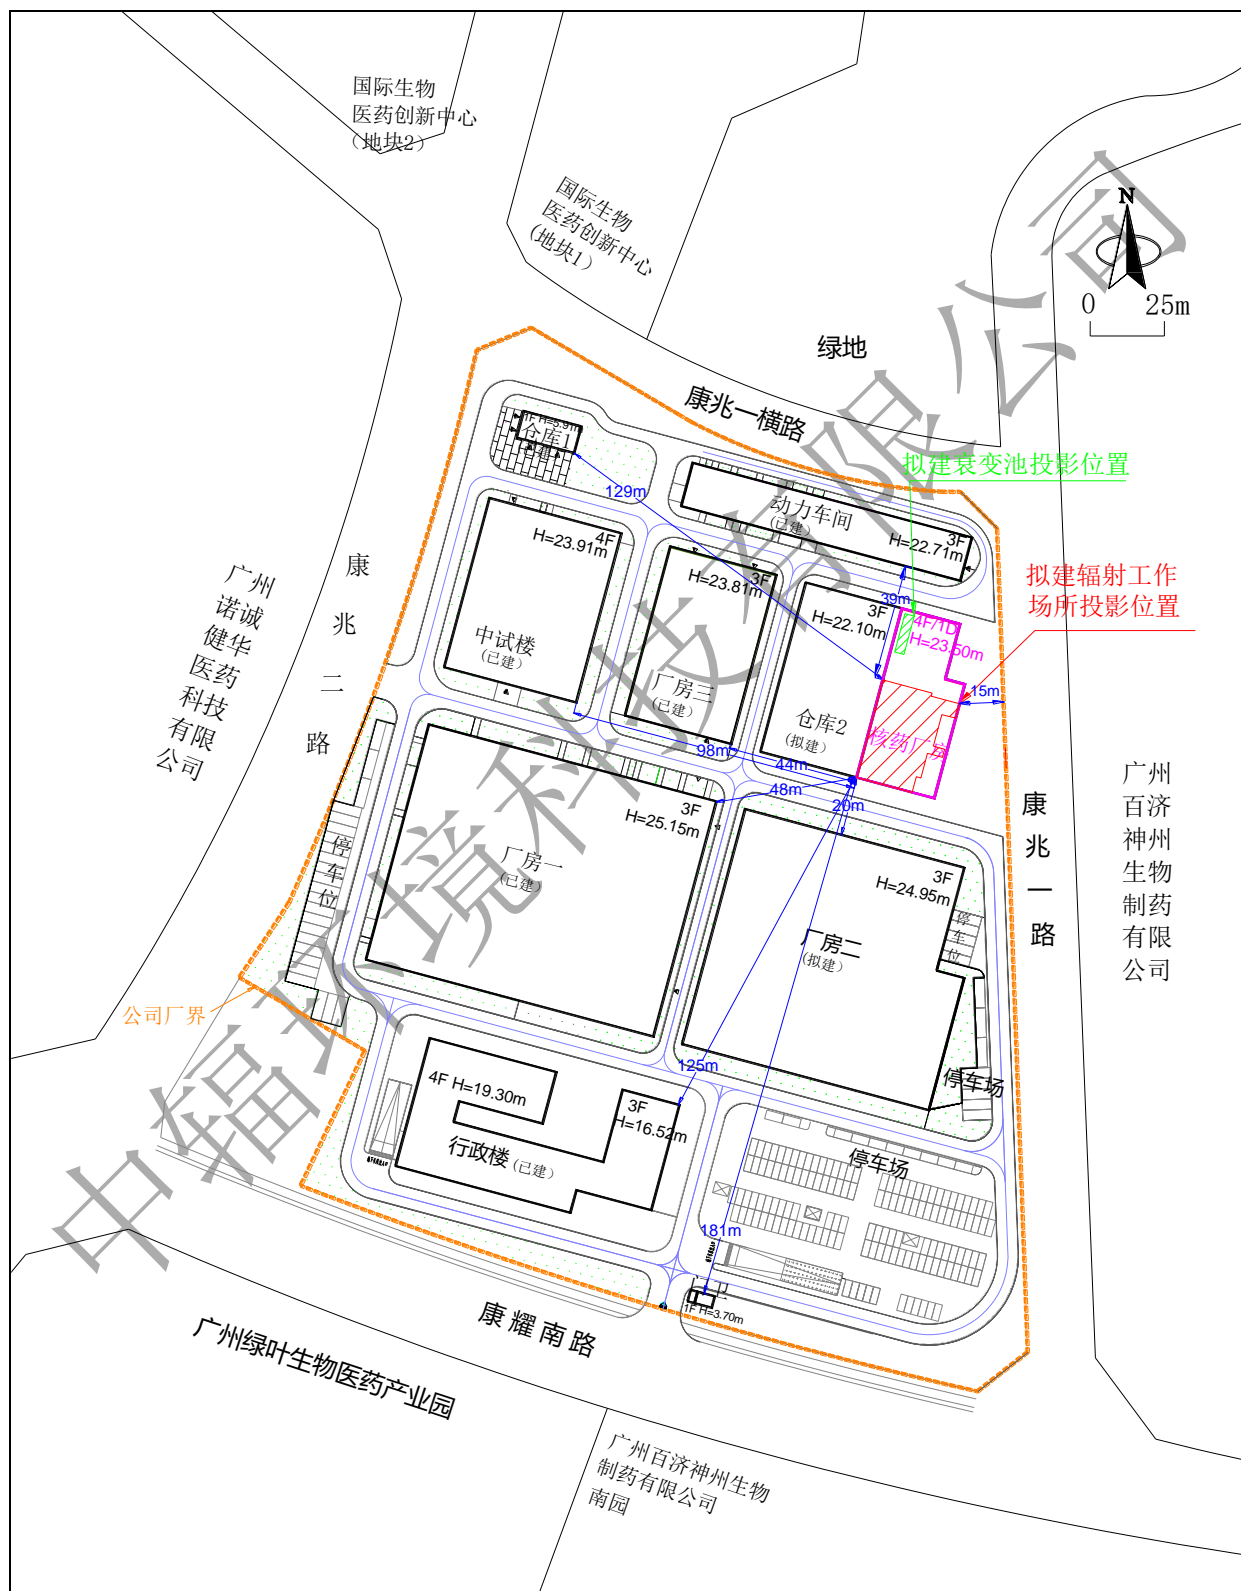 国际生物
医药创新中心
(地块2)
国际生物
医药创新中心
(地块1)
N
0 25m
绿地
康兆一横路
拟建衰变池投影位置
1F H=5.91m
仓库1
已建
129m
动力车间
(已建)
3F
H=22.71m
4F
H=23.91m
中试楼
(已建)
3F
H=23.81m
厂房三
(已建)
39m
3F
H=22.10m
仓库2
(拟建)
4F/1D
H=23.50m
核药厂房
拟建辐射工作
场所投影位置
15m
广州
诺诚
健华
医药
科技
有限
公司
康
兆
二
路
98m
44m
48m
20m
3F
H=25.15m
厂房一
(已建)
停
车
位
3F
H=24.95m
厂房二
(拟建)
停
车
位
康
兆
一
路
广州
百济
神州
生物
制药
有限
公司
公司厂界
125m
停车场
4F H=19.30m
3F
H=16.52m
行政楼(已建)
停车场
181m
1F H=3.70m
康耀南路
广州绿叶生物医药产业园
广州百济神州生物
制药有限公司
南园
中辐环境科技有限公司